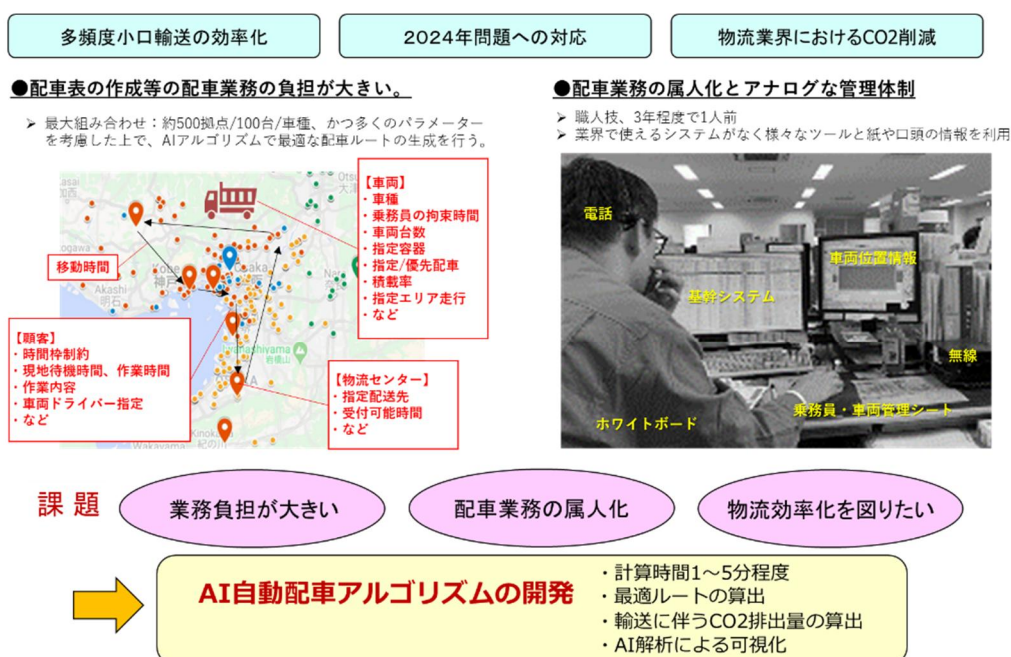 多頻度小口輸送の効率化
2024年問題への対応
物流業界におけるCO2削減
●配車表の作成等の配車業務の負担が大きい。
➢ 最大組み合わせ：約500拠点/100台/車種、かつ多くのパラメーター
を考慮した上で、AIアルゴリズムで最適な配車ルートの生成を行う。
【車両】
・車種
・乗務員の拘束時間
・車両台数
・指定容器
・指定/優先配車
・積載率
・指定エリア走行
・など
移動時間
Akashi
明石
神戸
【顧客】
・時間枠制約
・現地待機時間、作業時間
・作業内容
・車両ドライバー指定
・など
【物流センター】
・指定配送先
・受付可能時間
・など
紀の川
●配車業務の属人化とアナログな管理体制
➢ 職人技、3年程度で1人前
➢ 業界で使えるシステムがなく様々なツールと紙や口頭の情報を利用
電話
車両位置情報
基幹システム
無線
乗務員・車両管理シート
ホワイトボード
課題
業務負担が大きい
配車業務の属人化
物流効率化を図りたい
AI自動配車アルゴリズムの開発
・計算時間1～5分程度
・最適ルートの算出
・輸送に伴うCO2排出量の算出
・AI解析による可視化